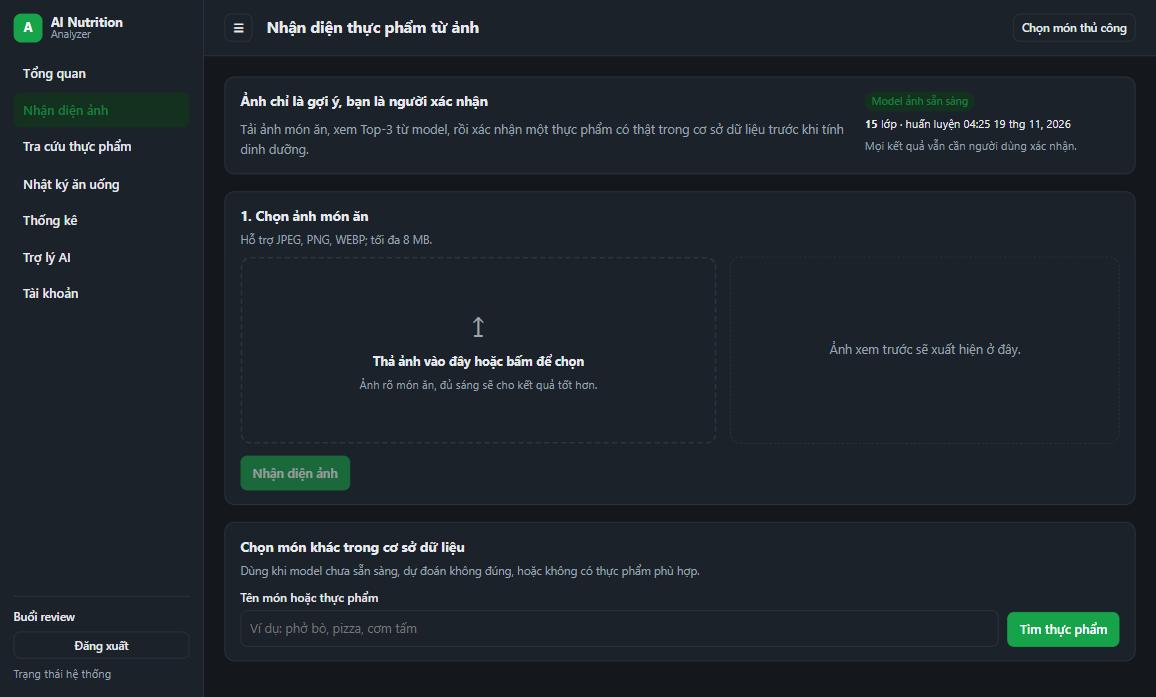 A
AI Nutrition
Analyzer
Tổng quan
Nhận diện ảnh
Tra cứu thực phẩm
Nhật ký ăn uống
Thống kê
Trợ lý AI
Tài khoản
Buổi review
Đăng xuất
Trạng thái hệ thống
☰
Nhận diện thực phẩm từ ảnh
Chọn món thủ công
Ảnh chỉ là gợi ý, bạn là người xác nhận
Tải ảnh món ăn, xem Top-3 từ model, rồi xác nhận một thực phẩm có thật trong cơ sở dữ liệu trước khi tính
dinh dưỡng.
Model ảnh sẵn sàng
15 lớp · huấn luyện 04:25 19 thg 11, 2026
Mọi kết quả vẫn cần người dùng xác nhận.
1. Chọn ảnh món ăn
Hỗ trợ JPEG, PNG, WEBP; tối đa 8 MB.
↥
Thả ảnh vào đây hoặc bấm để chọn
Ảnh rõ món ăn, đủ sáng sẽ cho kết quả tốt hơn.
Ảnh xem trước sẽ xuất hiện ở đây.
Nhận diện ảnh
Chọn món khác trong cơ sở dữ liệu
Dùng khi model chưa sẵn sàng, dự đoán không đúng, hoặc không có thực phẩm phù hợp.
Tên món hoặc thực phẩm
Ví dụ: phở bò, pizza, cơm tấm
Tìm thực phẩm